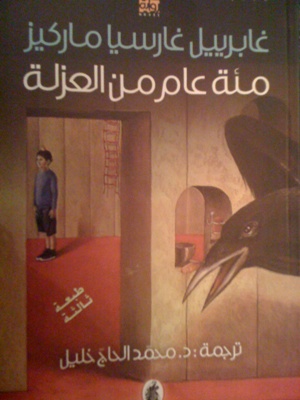 غابرييل غارسيا ماركيز
مئة عام من العزلة
طبعة
ثالثة
ترجمة: د. محمد الحاج خليل